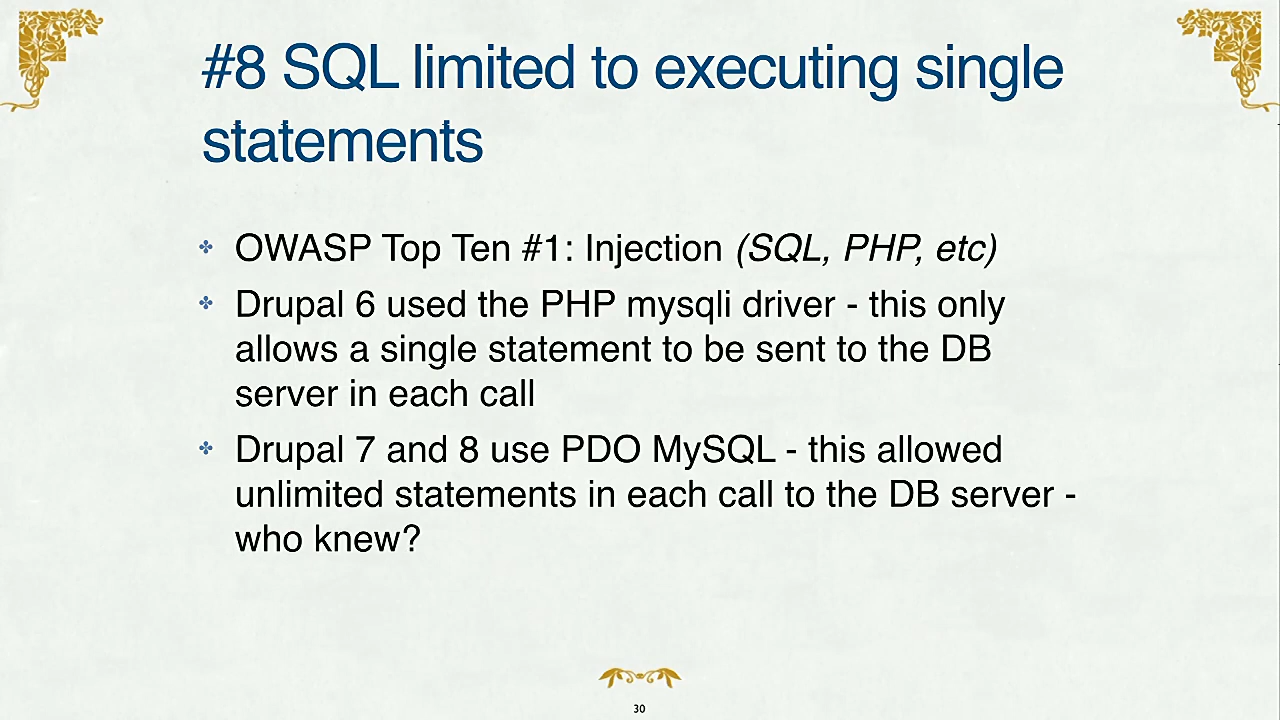 #8 SQL limited to executing single
statements
OWASP Top Ten #1: Injection (SQL, PHP, etc)
Drupal 6 used the PHP mysqli driver - this only
allows a single statement to be sent to the DB
server in each call
Drupal 7 and 8 use PDO MySQL - this allowed
unlimited statements in each call to the DB server -
who knew?
30